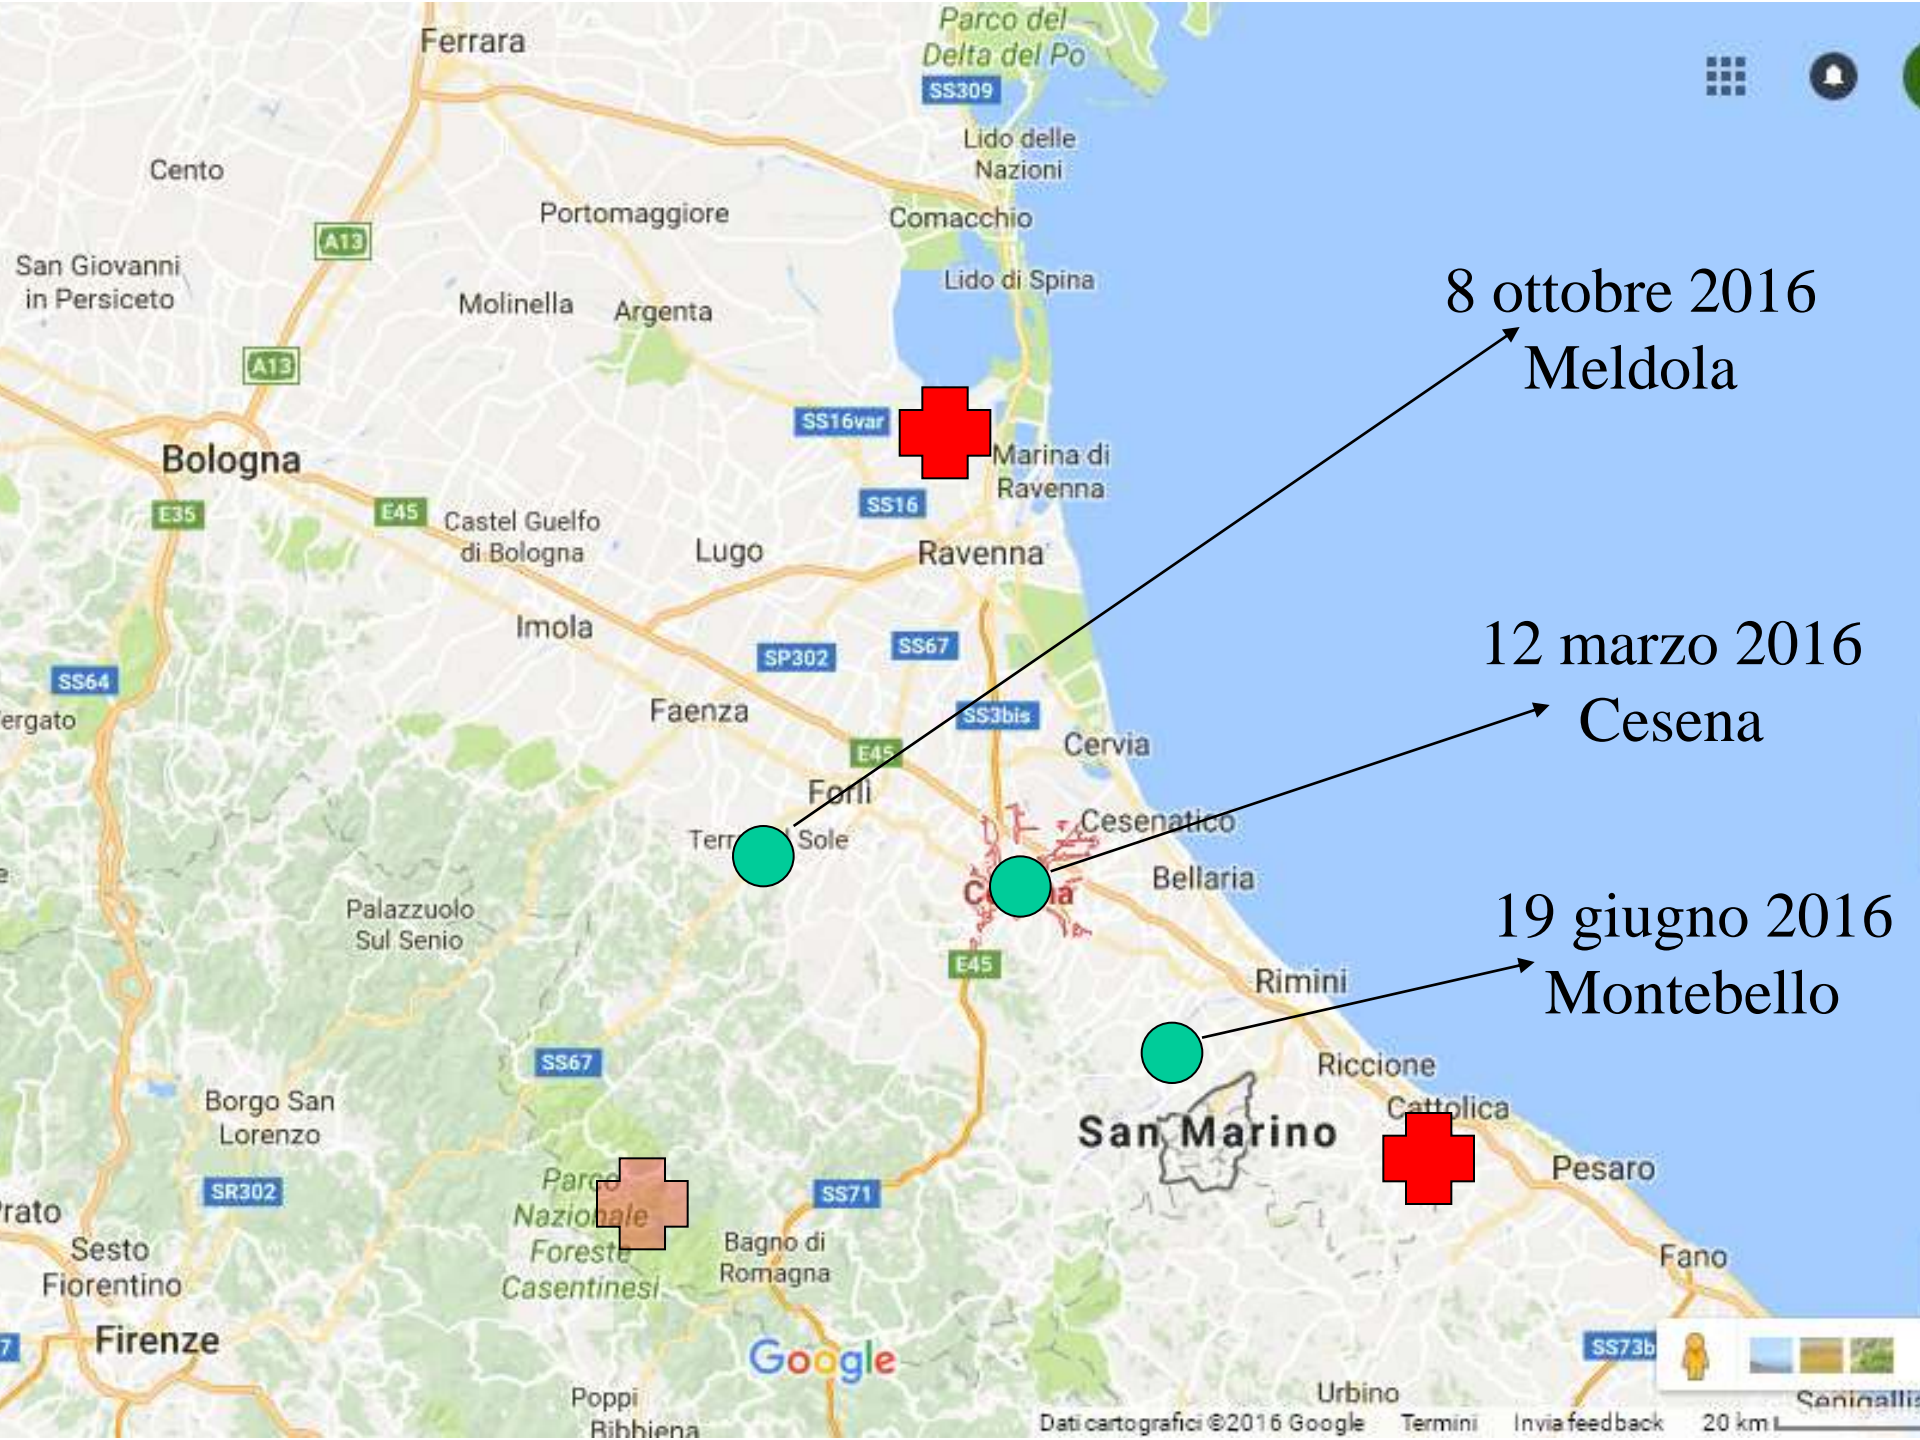 Ferrara
Parco del
Delta del Po
SS309
Lido delle
Nazioni
Cento
Portomaggiore
Comacchio
A13
San Giovanni
in Persiceto
Lido di Spina
Molinella
Argenta
8 ottobre 2016
Meldola
A13
SS16var
Bologna
Marina di
Ravenna
E35
E45
SS16
Castel Guelfo
di Bologna
Lugo
Ravenna
Imola
SP302
SS67
12 marzo 2016
Cesena
SS64
ergato
Faenza
SS3bis
Cervia
E45
Forlì
Cesenatico
Sole
Bellaria
Palazzuolo
Sul Senio
19 giugno 2016
Montebello
E45
Rimini
SS67
Riccione
Borgo San
Lorenzo
Cattolica
San Marino
Pesaro
Parco
Nazionale
Foreste
Casentinesi
SR302
SS71
rato
Sesto
Fiorentino
Bagno di
Romagna
Fano
7
Firenze
Google
SS73b
Poppi
Bibbiena
Urbino
Senigallia
Dati cartografici ©2016 Google Termini Invia feedback 20 km